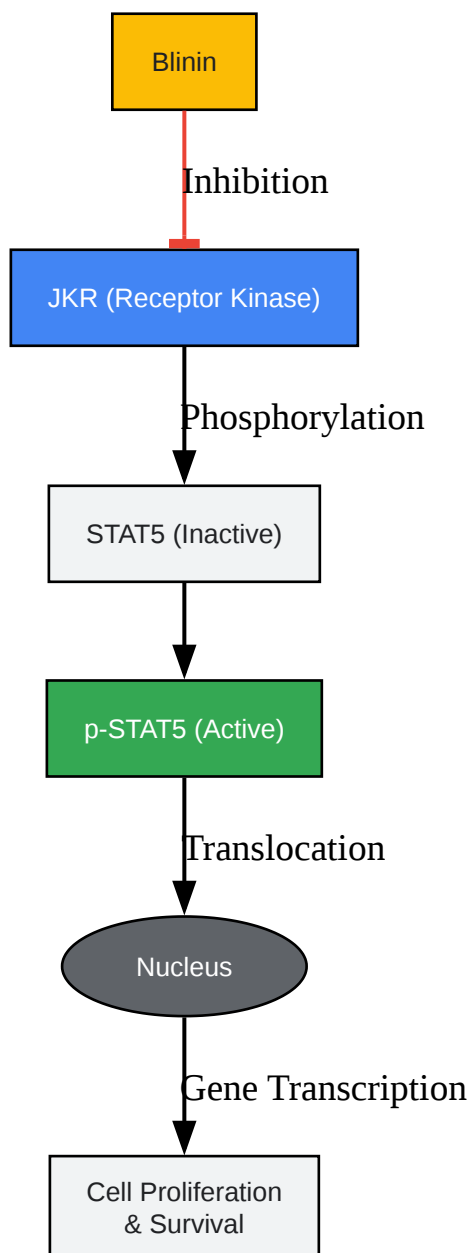 Blinin
Inhibition
JKR (Receptor Kinase)
Phosphorylation
STAT5 (Inactive)
p-STAT5 (Active)
Translocation
Nucleus
Gene Transcription
Cell Proliferation
& Survival